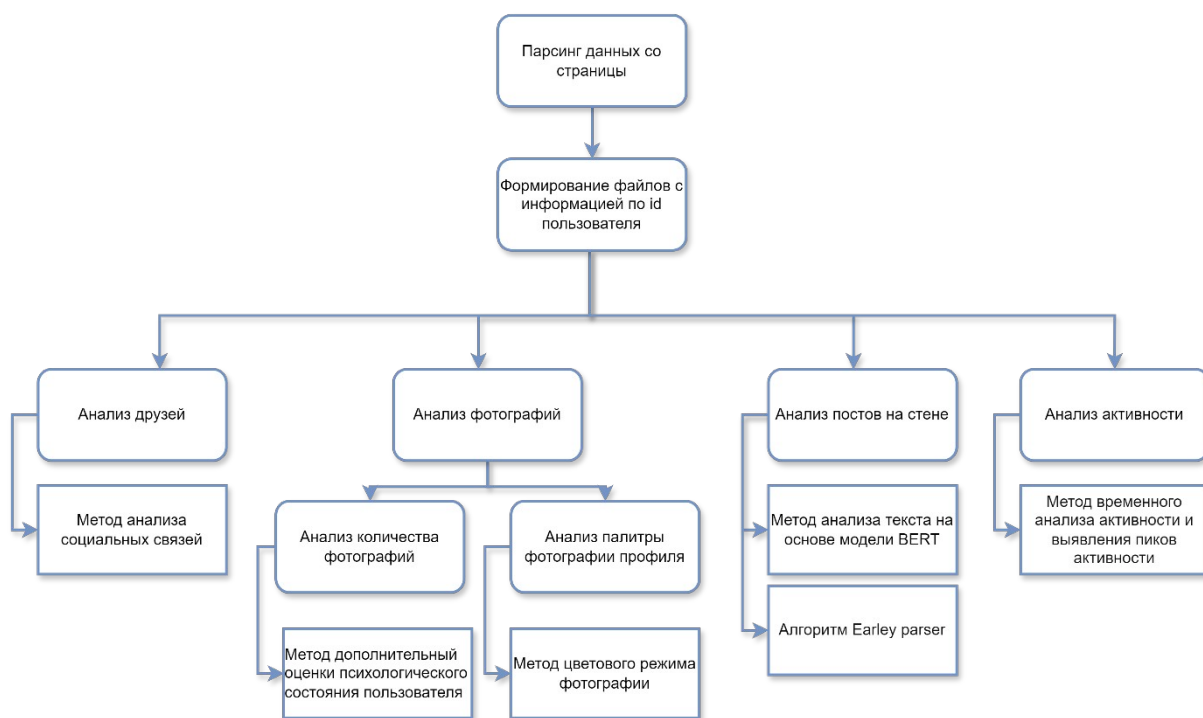 Парсинг данных со
страницы
Формирование файлов с
информацией по id
пользователя
Анализ друзей
Анализ фотографий
Анализ постов на стене
Анализ активности
Метод анализа
социальных связей
Анализ количества
фотографий
Анализ палитры
фотографии профиля
Метод анализа текста на
основе модели BERT
Метод временного
анализа активности и
выявления пиков
активности
Метод дополнительный
оценки психологического
состояния пользователя
Метод цветового режима
фотографии
Алгоритм Earley parser